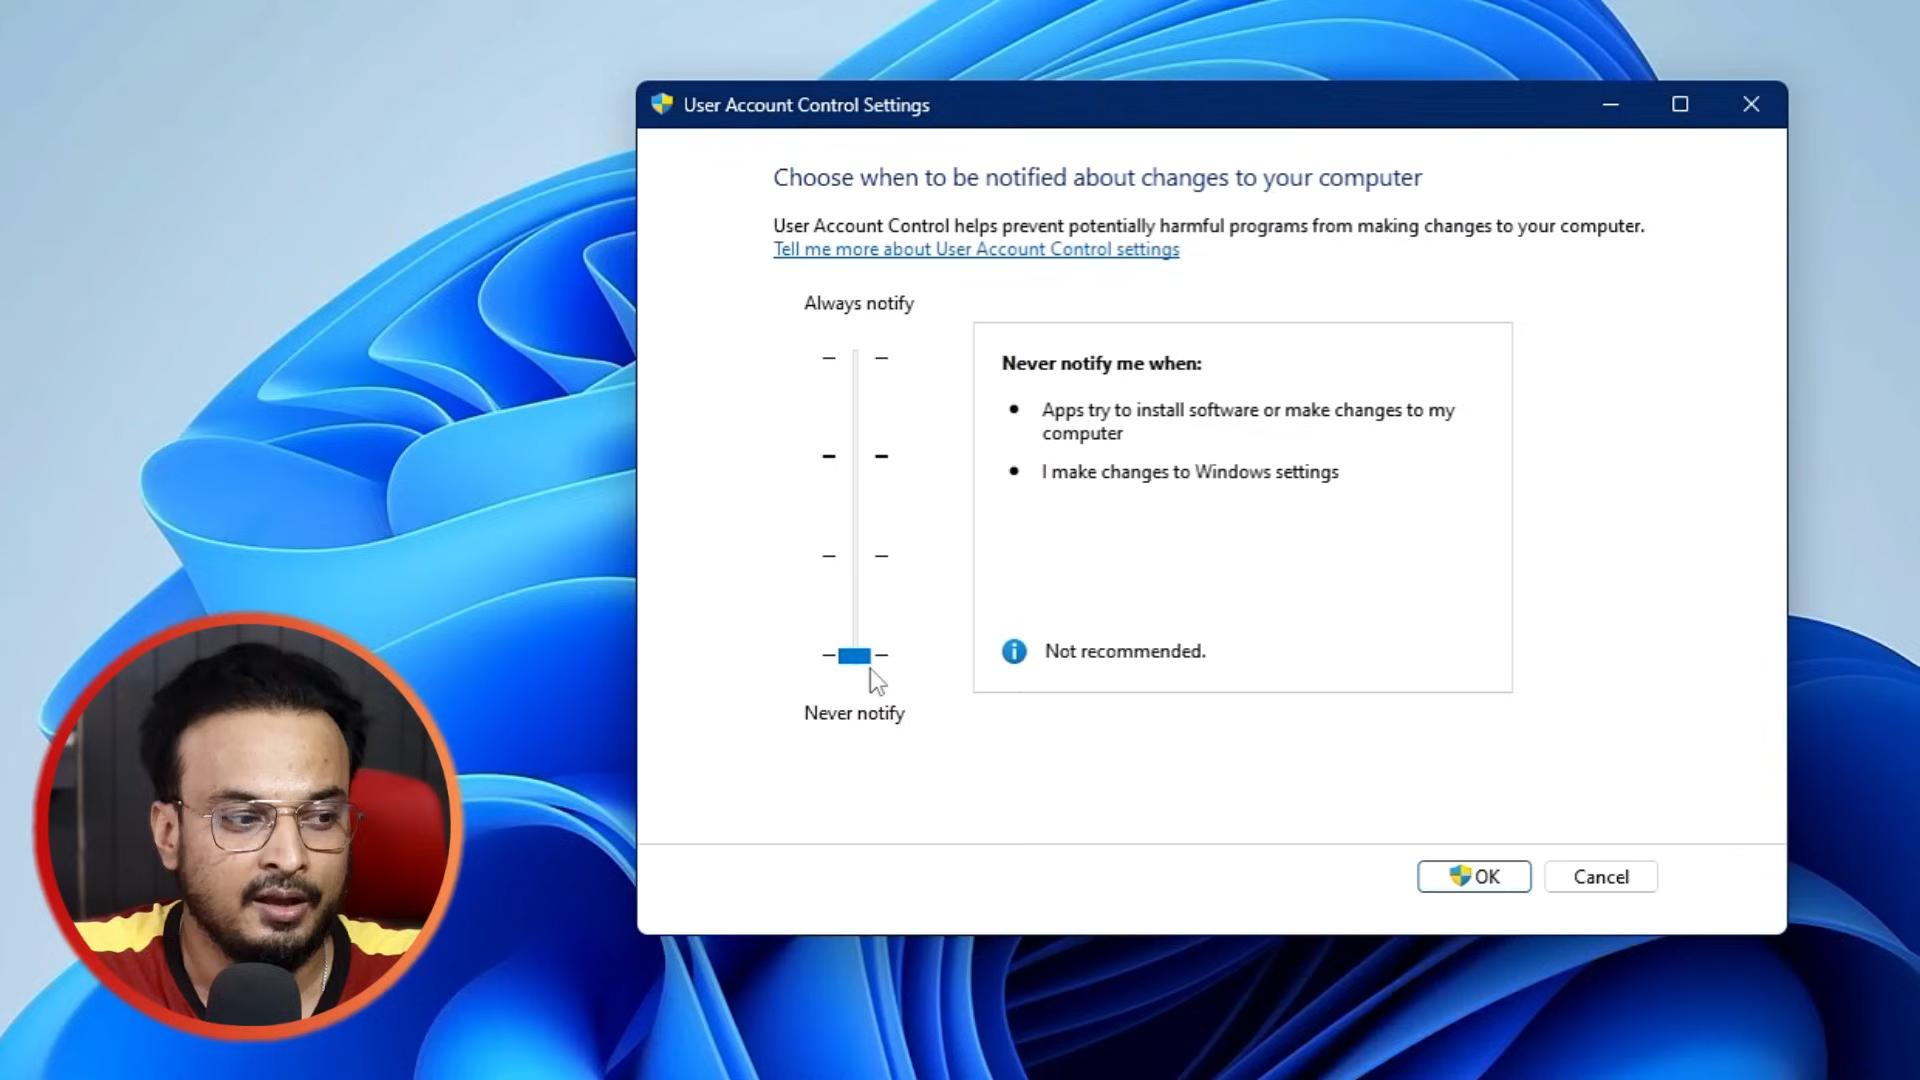 User Account Control Settings
Choose when to be notified about changes to your computer
User Account Control helps prevent potentially harmful programs from making changes to your computer.
Tell me more about User Account Control settings
Always notify
Never notify me when:
Apps try to install software or make changes to my
computer
I make changes to Windows settings
Not recommended.
Never notify
OK
Cancel